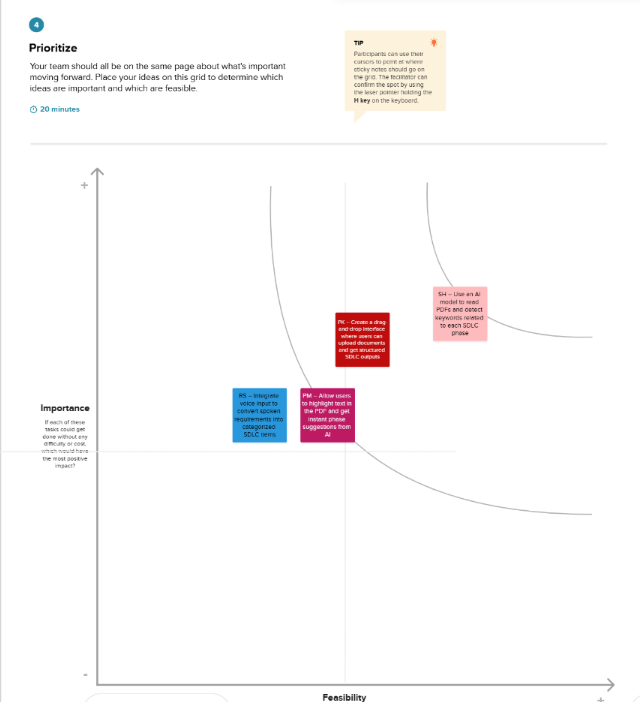 4
Prioritize
Your team should all be on the same page about what's important
moving forward. Place your ideas on this grid to determine which
ideas are important and which are feasible.
20 minutes
TIP
Participants can use their
cursors to point at where
sticky notes should go on
the grid. The facilitator can
confirm the spot by using
the laser pointer holding the
H key on the keyboard.
+
SH – Use an AI
model to read
PDFs and detect
keywords related
to each SDLC
phase
PK – Create a drag-
and-drop interface
where users can
upload documents
and get structured
SDLC outputs
RS – Integrate
voice input to
convert spoken
requirements into
categorized
SDLC items
PM – Allow users
to highlight text in
the PDF and get
instant phase
suggestions from
AI
Importance
If each of these
tasks could get
done without any
difficulty or cost,
which would have
the most positive
impact?
-
Feasibility
+